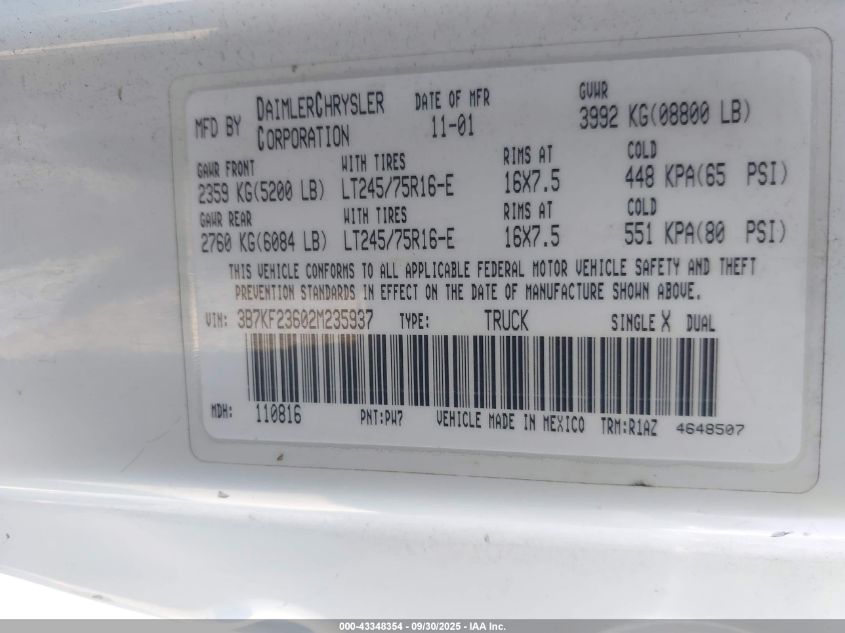 MFD BY DAIMLERCHRYSLER CORPORATION DATE OF MFR 11-01 GVWR 3992 KG(08800 LB)
GAWR FRONT WITH TIRES RIMS AT COLD
2359 KG(5200 LB) LT245/75R16-E 16X7.5 448 KPA(65 PSI)
GAWR REAR WITH TIRES RIMS AT COLD
2760 KG(6084 LB) LT245/75R16-E 16X7.5 551 KPA(80 PSI)
THIS VEHICLE CONFORMS TO ALL APPLICABLE FEDERAL MOTOR VEHICLE SAFETY AND THEFT
PREVENTION STANDARDS IN EFFECT ON THE DATE OF MANUFACTURE SHOWN ABOVE.
VIN: 3B7KF23602M235937 TYPE: TRUCK SINGLE X DUAL
MDH: 110816 PNT:PW7 VEHICLE MADE IN MEXICO TRM:R1AZ 4648507
000-43348354 - 09/30/2025 - IAA Inc.